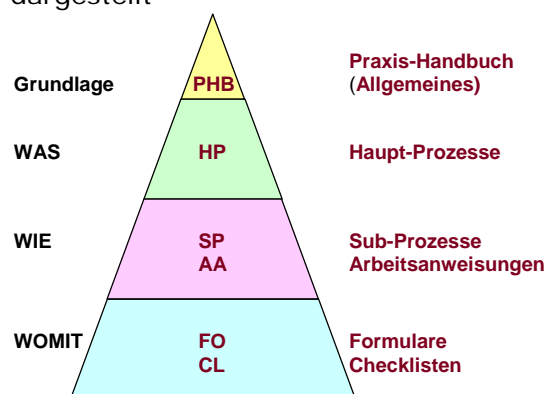 dargestellt
Praxis-Handbuch
Grundlage PHB (Allgemeines)
WAS HP Haupt-Prozesse
WIE SP Sub-Prozesse
AA Arbeitsanweisungen
WOMIT FO Formulare
CL Checklisten